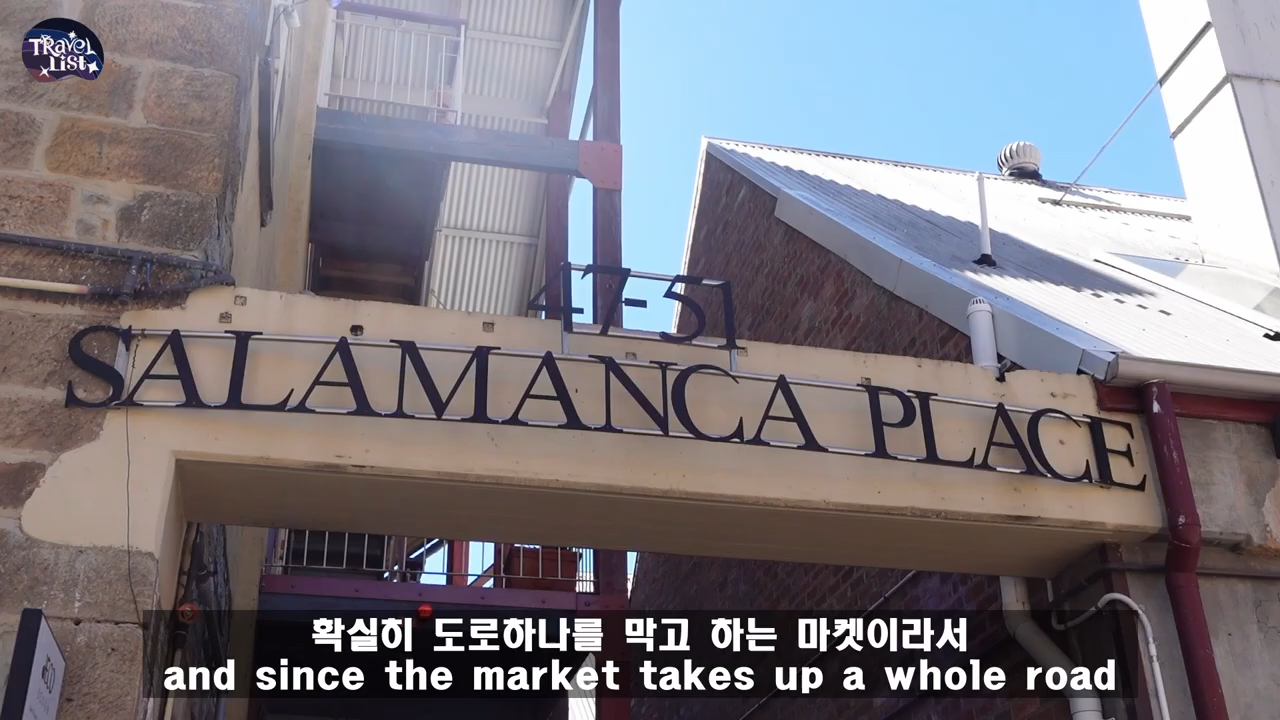 TRaveL
LiST
47-51
SALAMANCA PLACE
확실히 도로하나를 막고 하는 마켓이라서
and since the market takes up a whole road